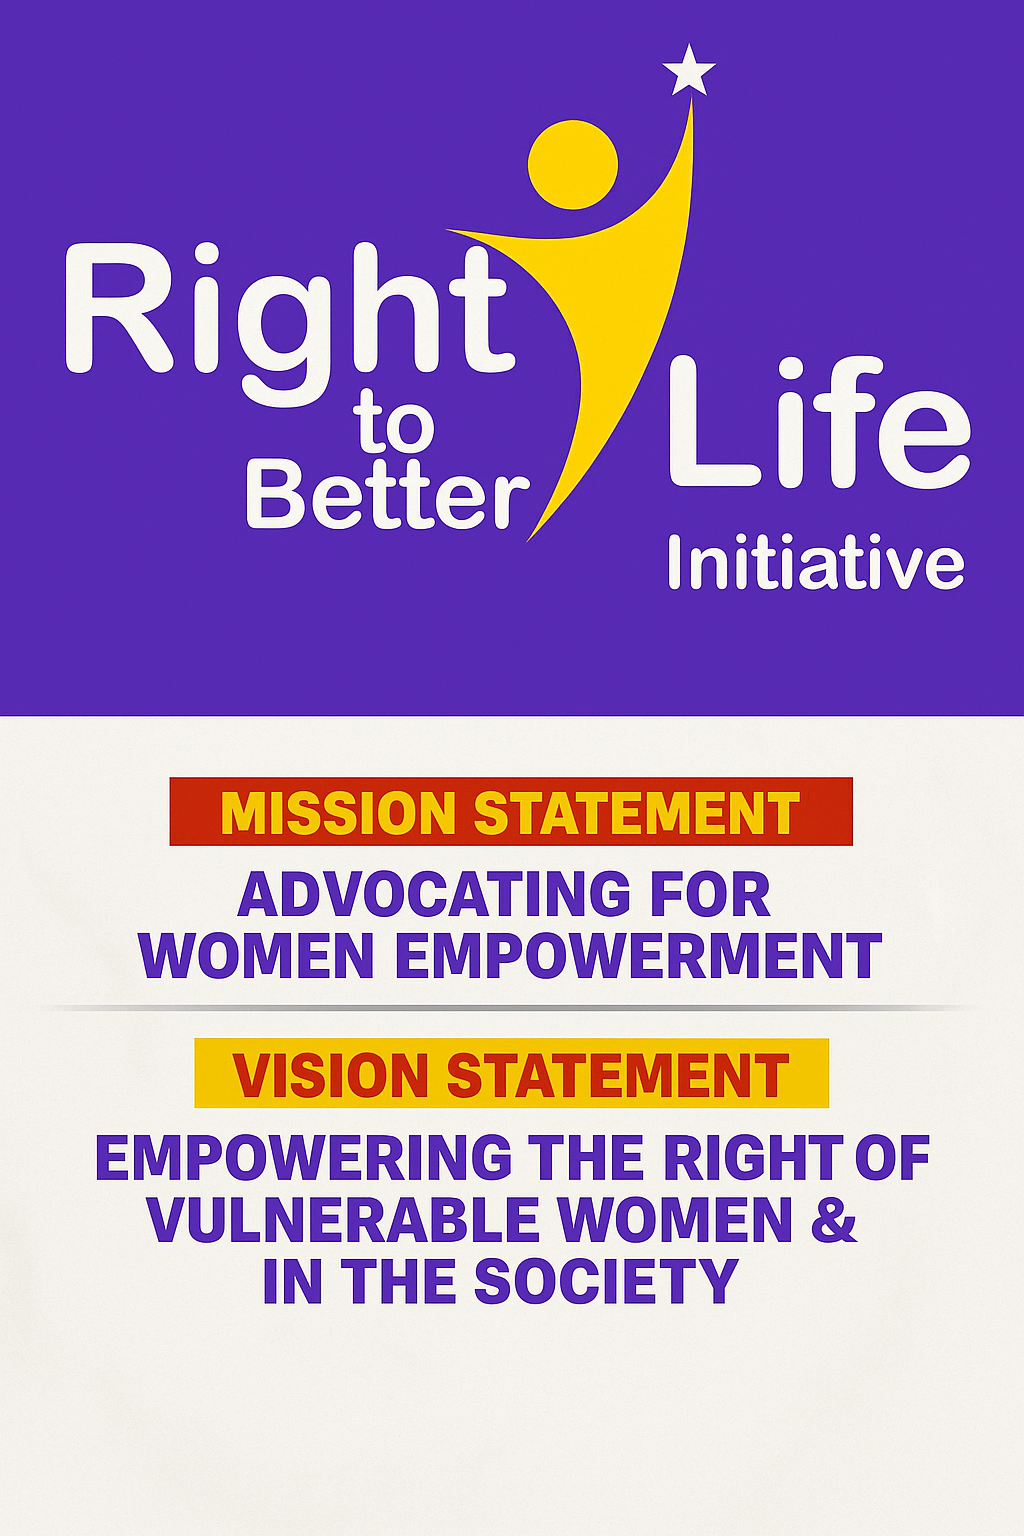 Right
to
Better
Life
Initiative
MISSION STATEMENT
ADVOCATING FOR
WOMEN EMPOWERMENT
VISION STATEMENT
EMPOWERING THE RIGHT OF
VULNERABLE WOMEN &
IN THE SOCIETY